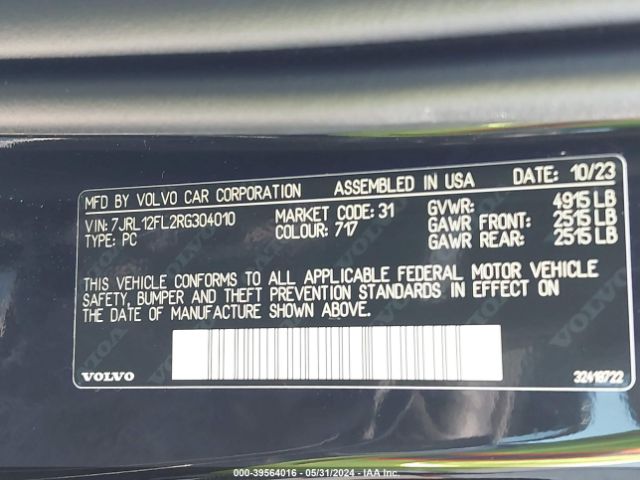 MFD BY VOLVO CAR CORPORATION ASSEMBLED IN USA DATE: 10/23
VIN: 7JRL12FL2RG304010 MARKET CODE: 31 GVWR: 4915 LB
TYPE: PC COLOUR: 717 GAWR FRONT: 2515 LB
GAWR REAR: 2515 LB
THIS VEHICLE CONFORMS TO ALL APPLICABLE FEDERAL MOTOR VEHICLE
SAFETY, BUMPER AND THEFT PREVENTION STANDARDS IN EFFECT ON
THE DATE OF MANUFACTURE SHOWN ABOVE.
VOLVO 32418722
000-39564016 - 05/31/2024 - IAA Inc.